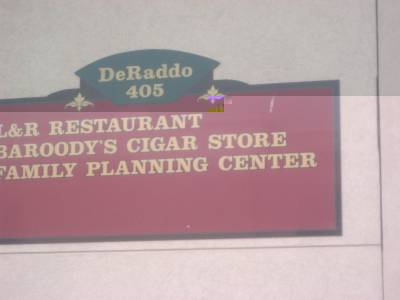 DeRaddo
405
L&R RESTAURANT
BAROODY'S CIGAR STORE
FAMILY PLANNING CENTER